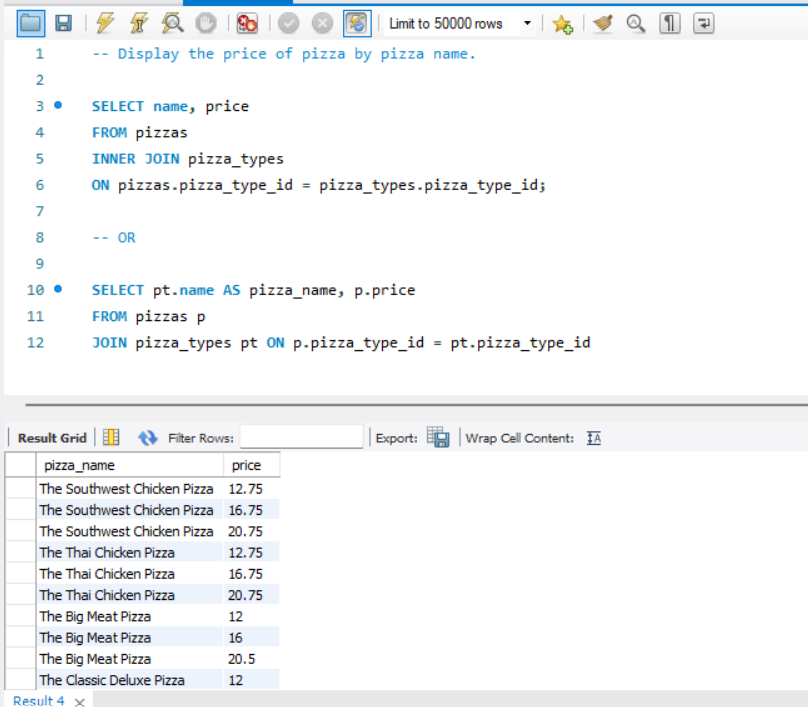 Limit to 50000 rows
1 -- Display the price of pizza by pizza name.
2
3 SELECT name, price
4 FROM pizzas
5 INNER JOIN pizza_types
6 ON pizzas.pizza_type_id = pizza_types.pizza_type_id;
7
8 -- OR
9
10 SELECT pt.name AS pizza_name, p.price
11 FROM pizzas p
12 JOIN pizza_types pt ON p.pizza_type_id = pt.pizza_type_id
Result Grid Filter Rows: Export: Wrap Cell Content: IA
pizza_name price
The Southwest Chicken Pizza 12.75
The Southwest Chicken Pizza 16.75
The Southwest Chicken Pizza 20.75
The Thai Chicken Pizza 12.75
The Thai Chicken Pizza 16.75
The Thai Chicken Pizza 20.75
The Big Meat Pizza 12
The Big Meat Pizza 16
The Big Meat Pizza 20.5
The Classic Deluxe Pizza 12
Result 4